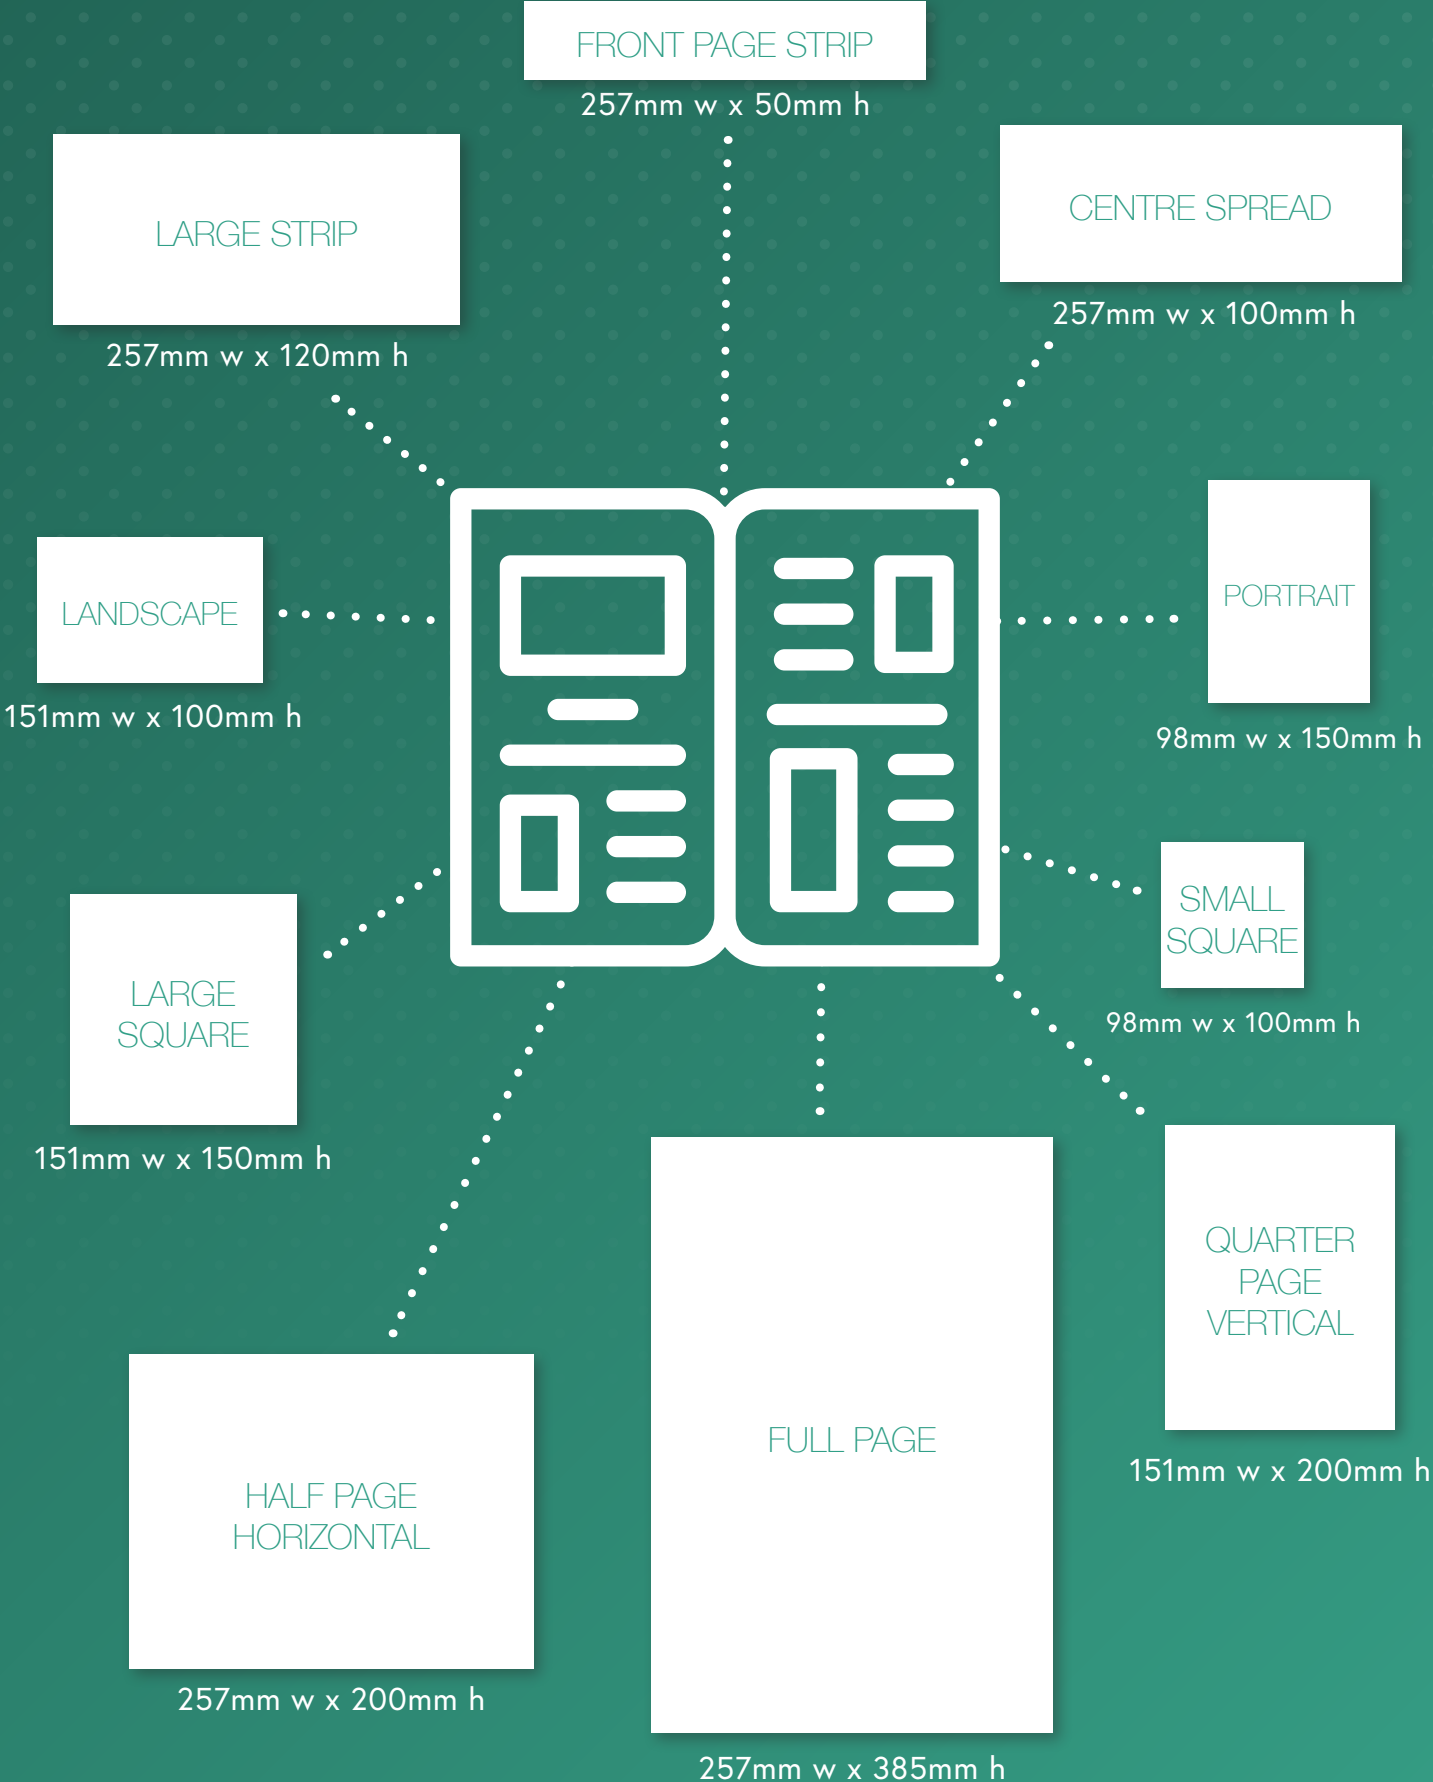 FRONT PAGE STRIP
257mm w x 50mm h
LARGE STRIP
257mm w x 120mm h
CENTRE SPREAD
257mm w x 100mm h
LANDSCAPE
151mm w x 100mm h
PORTRAIT
98mm w x 150mm h
LARGE
SQUARE
151mm w x 150mm h
SMALL
SQUARE
98mm w x 100mm h
HALF PAGE
HORIZONTAL
257mm w x 200mm h
FULL PAGE
257mm w x 385mm h
QUARTER
PAGE
VERTICAL
151mm w x 200mm h